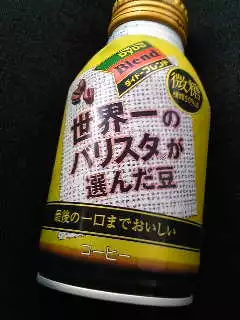 Blend
ダイドーブレンド
微糖
世界一の
バリスタが
選んだ豆
最後の一口までおいしい
コーヒー